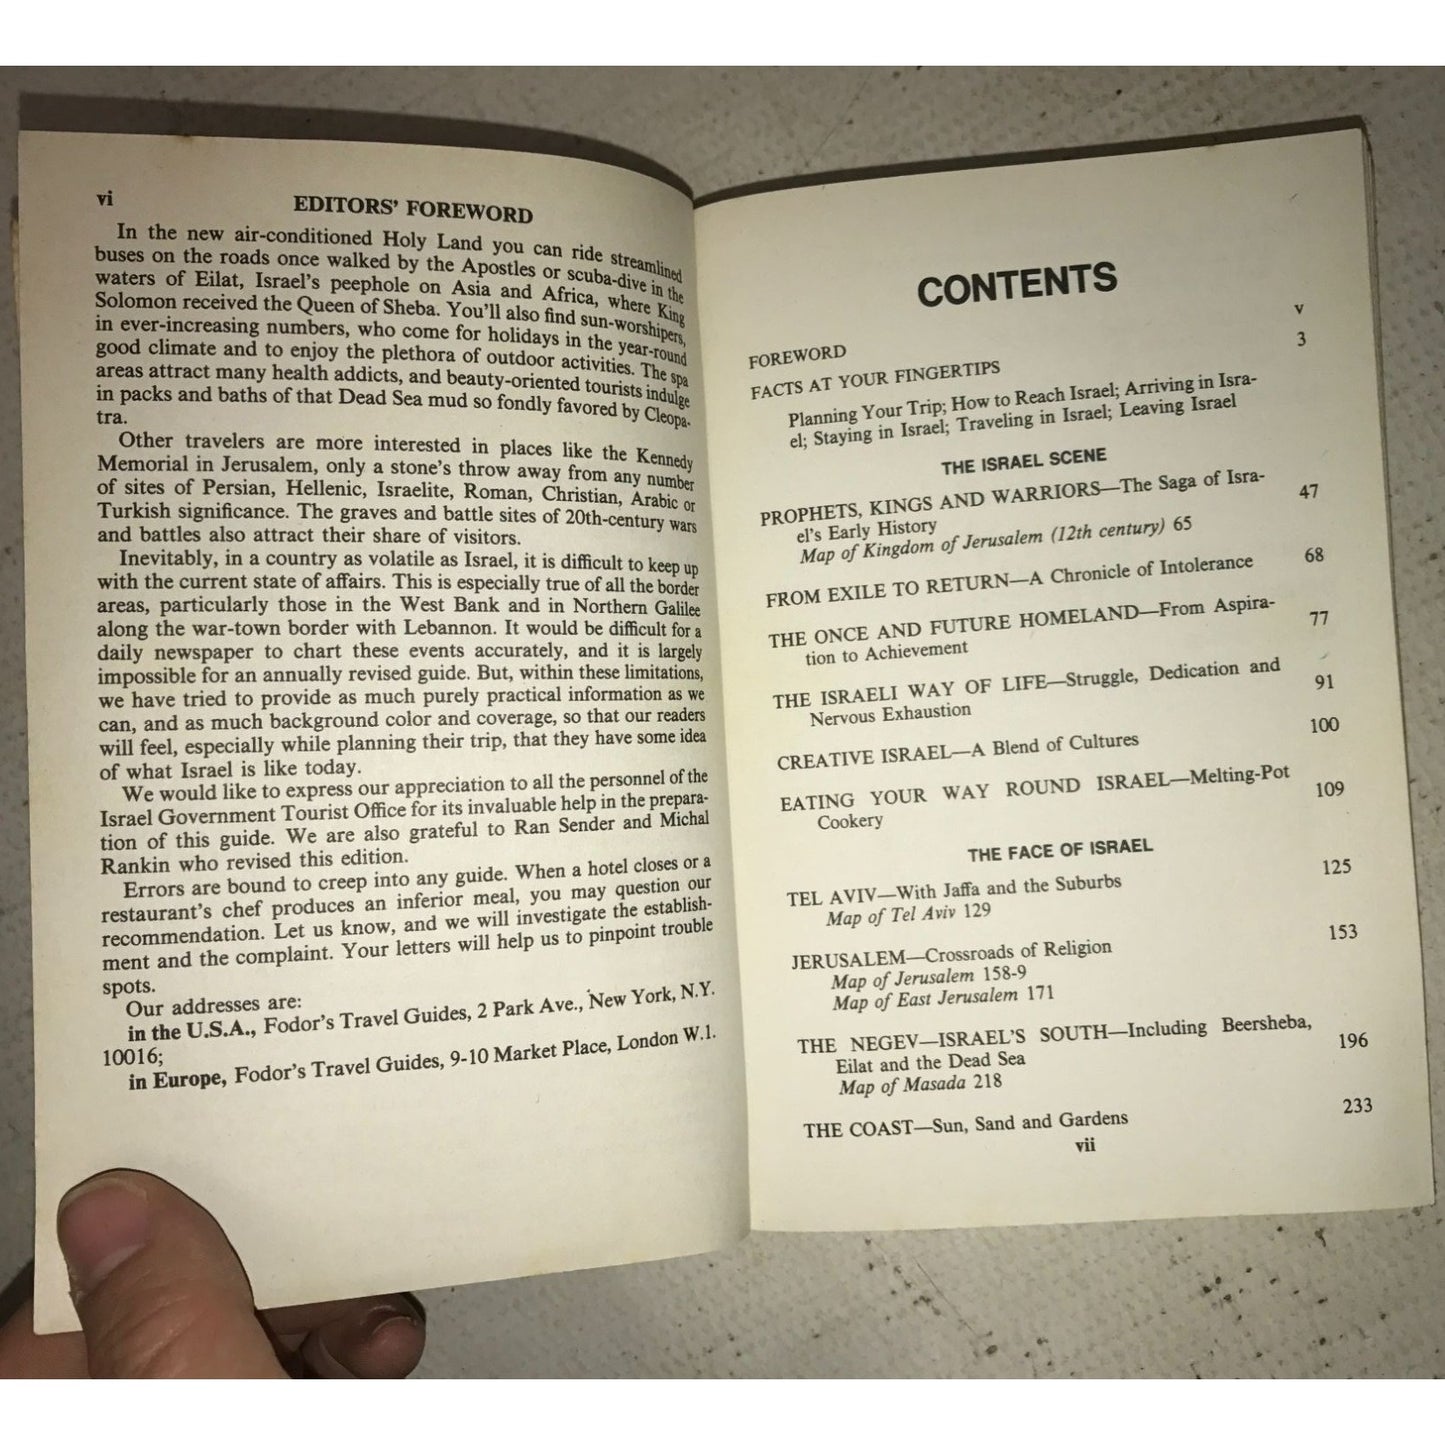 vi
EDITORS' FOREWORD
In the new air-conditioned Holy Land you can ride streamlined
buses on the roads once walked by the Apostles or scuba-dive in the
waters of Eilat, Israel's peephole on Asia and Africa, where King
Solomon received the Queen of Sheba. You'll also find sun-worshipers,
in ever-increasing numbers, who come for holidays in the year-round
good climate and to enjoy the plethora of outdoor activities. The spa
areas attract many health addicts, and beauty-oriented tourists indulge
in packs and baths of that Dead Sea mud so fondly favored by Cleopa-
tra.
Other travelers are more interested in places like the Kennedy
Memorial in Jerusalem, only a stone's throw away from any number
of sites of Persian, Hellenic, Israelite, Roman, Christian, Arabic or
Turkish significance. The graves and battle sites of 20th-century wars
and battles also attract their share of visitors.
Inevitably, in a country as volatile as Israel, it is difficult to keep up
with the current state of affairs. This is especially true of all the border
areas, particularly those in the West Bank and in Northern Galilee
along the war-town border with Lebannon. It would be difficult for a
daily newspaper to chart these events accurately, and it is largely
impossible for an annually revised guide. But, within these limitations,
we have tried to provide as much purely practical information as we
can, and as much background color and coverage, so that our readers
will feel, especially while planning their trip, that they have some idea
of what Israel is like today.
We would like to express our appreciation to all the personnel of the
Israel Government Tourist Office for its invaluable help in the prepara-
tion of this guide. We are also grateful to Ran Sender and Michal
Rankin who revised this edition.
Errors are bound to creep into any guide. When a hotel closes or a
restaurant's chef produces an inferior meal, you may question our
recommendation. Let us know, and we will investigate the establish-
ment and the complaint. Your letters will help us to pinpoint trouble
spots.
Our addresses are:
in the U.S.A., Fodor's Travel Guides, 2 Park Ave., New York, N.Y.
10016;
in Europe, Fodor's Travel Guides, 9-10 Market Place, London W.1.
CONTENTS
FOREWORD v
FACTS AT YOUR FINGERTIPS 3
Planning Your Trip; How to Reach Israel; Arriving in Isra-
el; Staying in Israel; Traveling in Israel; Leaving Israel
THE ISRAEL SCENE
PROPHETS, KINGS AND WARRIORS—The Saga of Isra-
el's Early History 47
Map of Kingdom of Jerusalem (12th century) 65
FROM EXILE TO RETURN—A Chronicle of Intolerance 68
THE ONCE AND FUTURE HOMELAND—From Aspira-
tion to Achievement 77
THE ISRAELI WAY OF LIFE—Struggle, Dedication and
Nervous Exhaustion 91
CREATIVE ISRAEL—A Blend of Cultures 100
EATING YOUR WAY ROUND ISRAEL—Melting-Pot
Cookery 109
THE FACE OF ISRAEL
TEL AVIV—With Jaffa and the Suburbs 125
Map of Tel Aviv 129
JERUSALEM—Crossroads of Religion 153
Map of Jerusalem 158-9
Map of East Jerusalem 171
THE NEGEV—ISRAEL'S SOUTH—Including Beersheba,
Eilat and the Dead Sea 196
Map of Masada 218
THE COAST—Sun, Sand and Gardens 233
vii